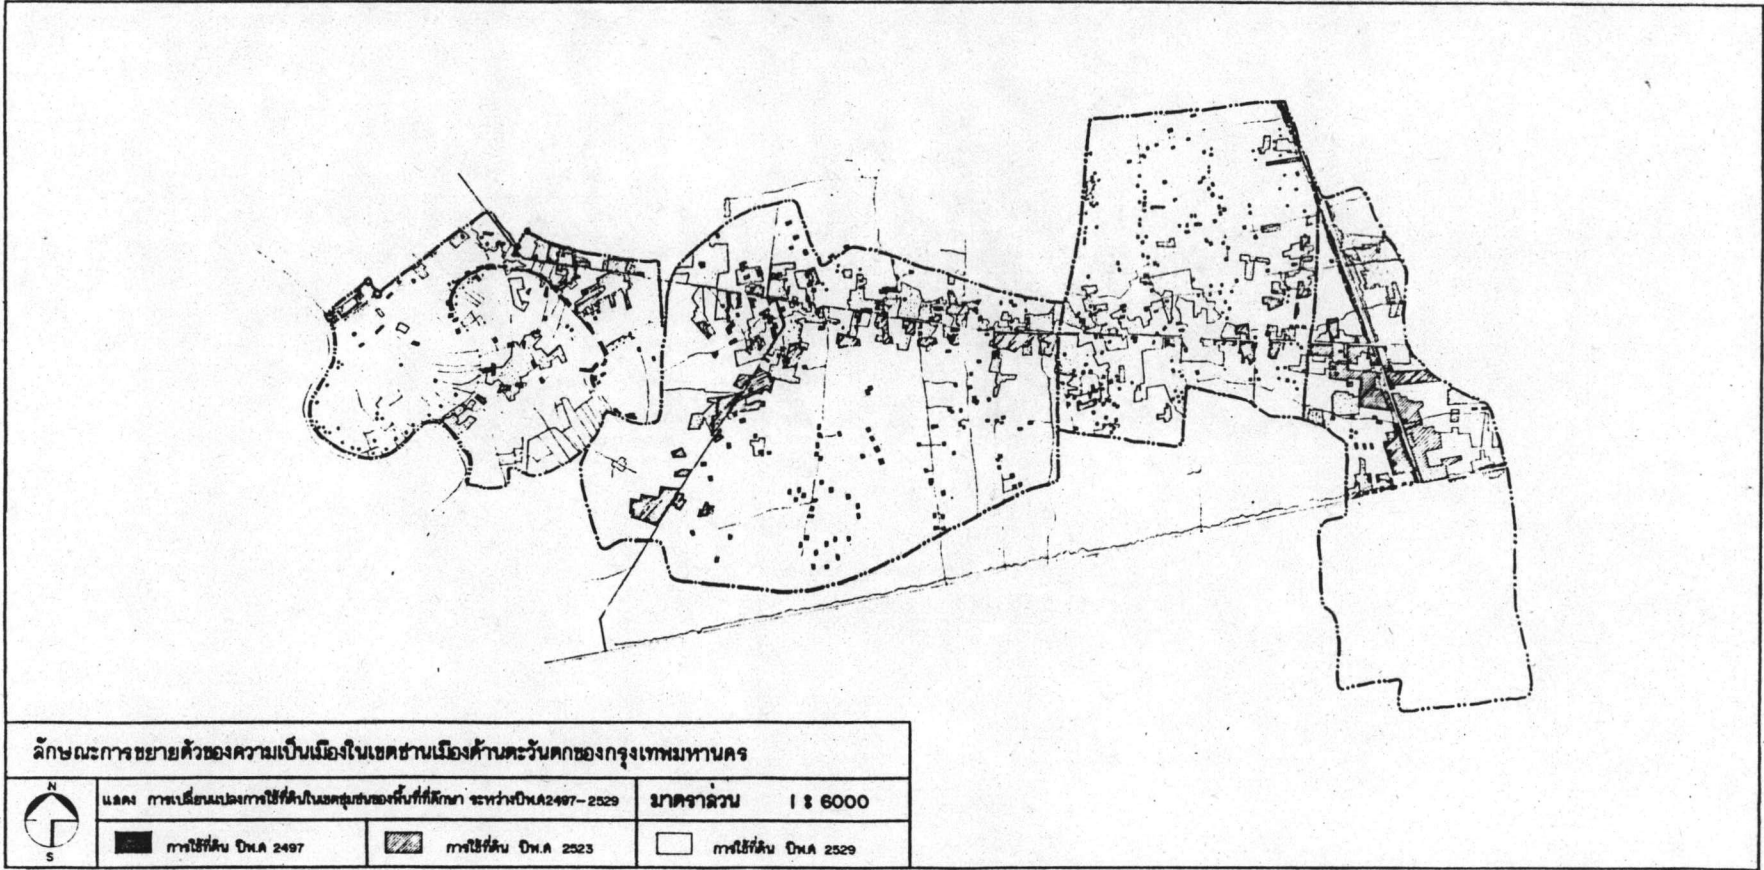 ลักษณะการขยายตัวของความเป็นเมืองในเขตชานเมืองด้านตะวันตกของกรุงเทพมหานคร
N
S
แสดง การเปลี่ยนแปลงการใช้ที่ดินในเขตชุมชนของพื้นที่ที่ศึกษา ระหว่างปีพ.ศ2497-2529
มาตราส่วน 1 : 6000
การใช้ที่ดิน ปีพ.ศ 2497
การใช้ที่ดิน ปีพ.ศ 2523
การใช้ที่ดิน ปีพ.ศ 2529